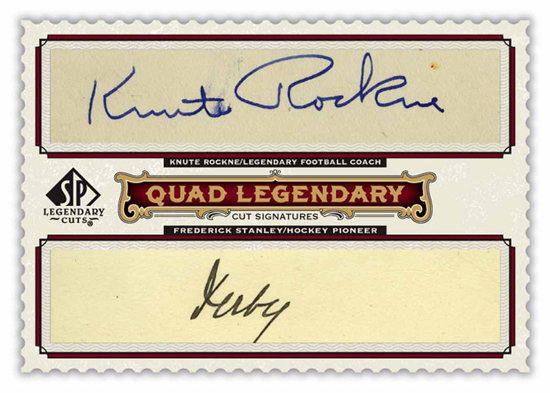 Knute Rockne
KNUTE ROCKNE/LEGENDARY FOOTBALL COACH
SP
LEGENDARY
CUTS®
QUAD LEGENDARY
CUT SIGNATURES
FREDERICK STANLEY/HOCKEY PIONEER
Derby